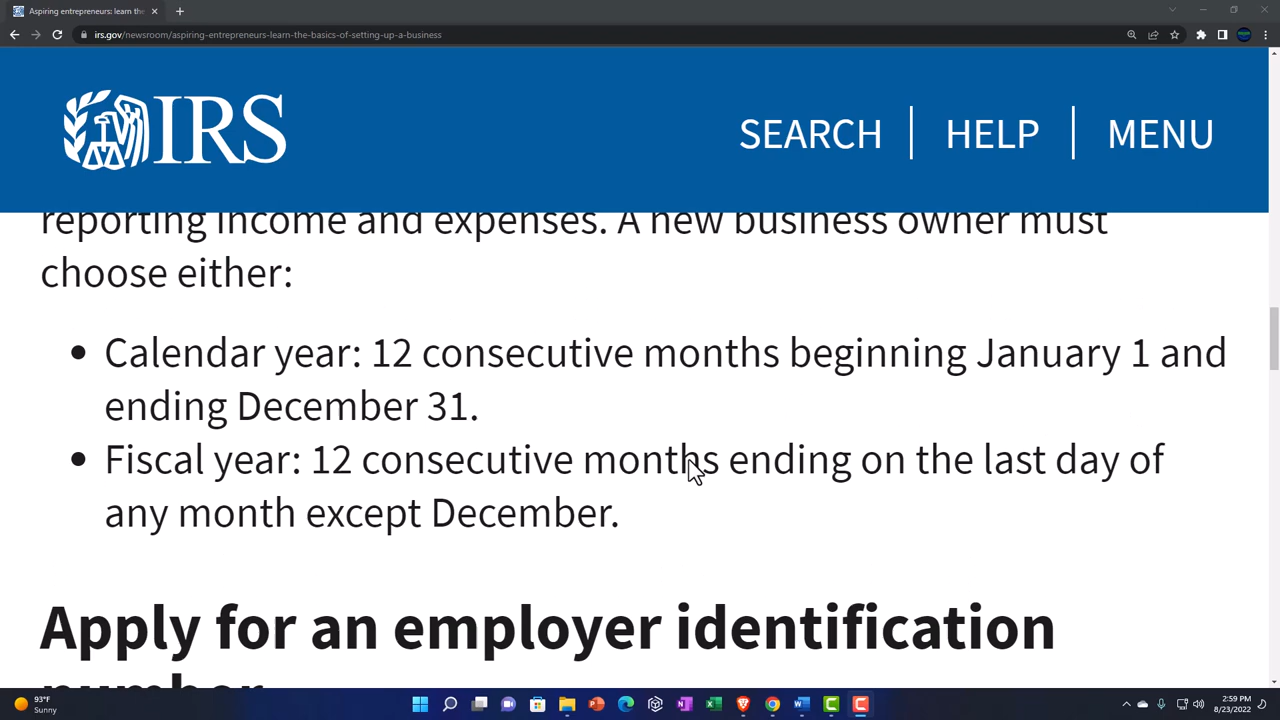 Aspiring entrepreneurs: learn the
irs.gov/newsroom/aspiring-entrepreneurs-learn-the-basics-of-setting-up-a-business
IRS
SEARCH
HELP
MENU
reporting income and expenses. A new business owner must
choose either:
• Calendar year: 12 consecutive months beginning January 1 and
ending December 31.
• Fiscal year: 12 consecutive months ending on the last day of
any month except December.
Apply for an employer identification
number
93°F
Sunny
2:59 PM
8/23/2022